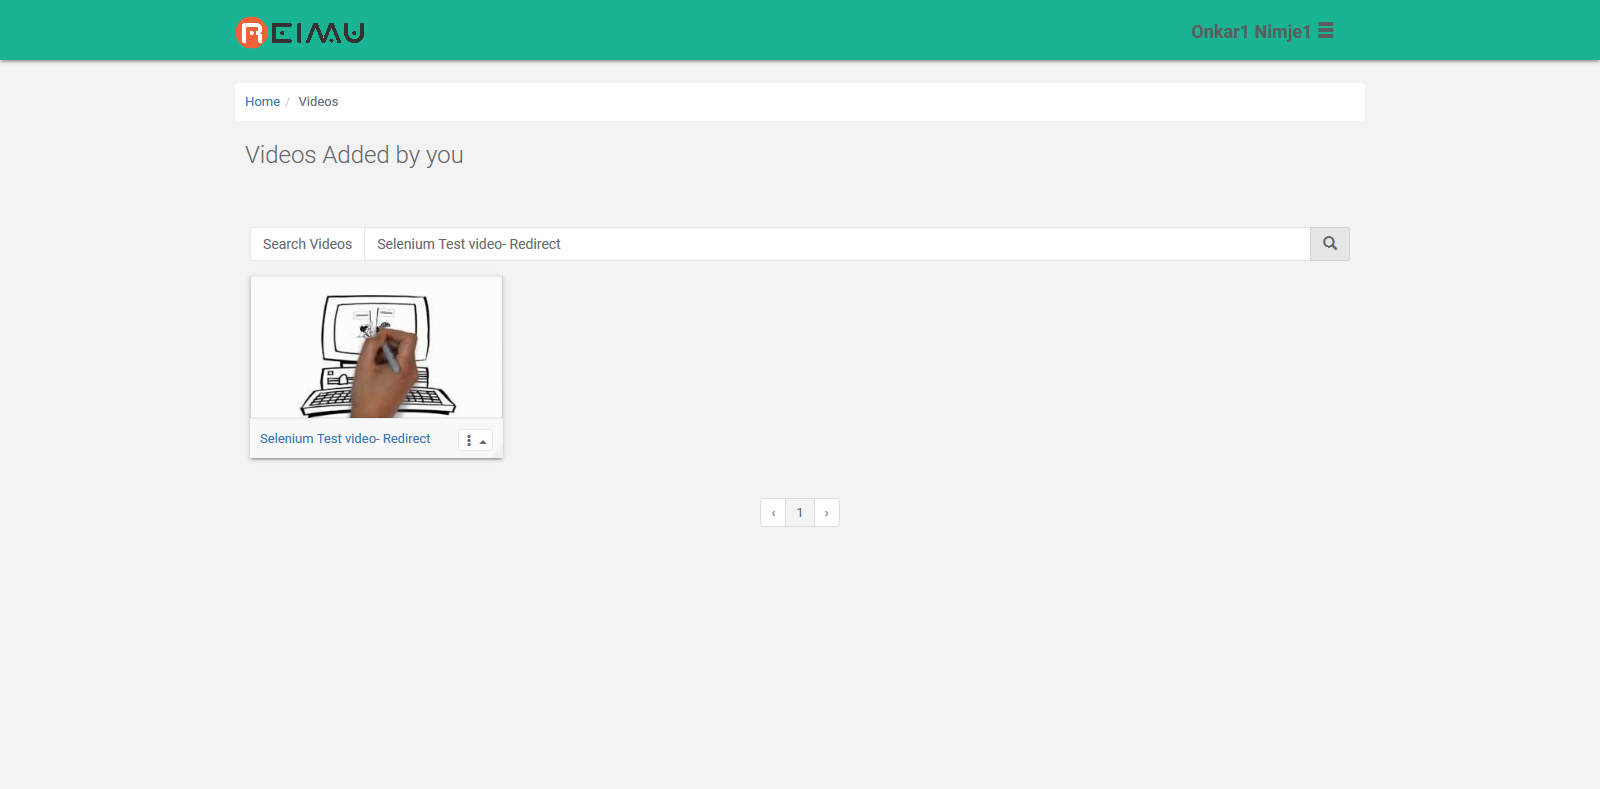 REIMU
Onkar1 Nimje1
Home / Videos
Videos Added by you
Search Videos
Selenium Test video- Redirect
Selenium Test video- Redirect
‹ 1 ›